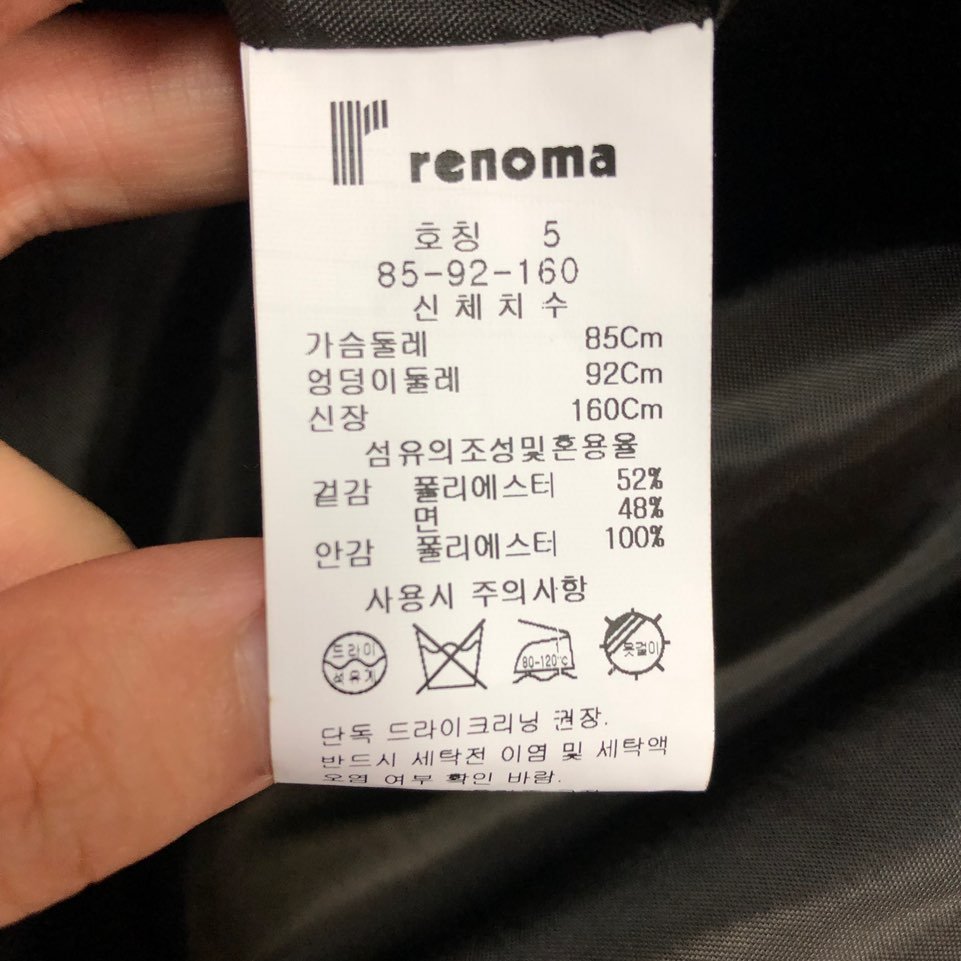 renoma
호칭 5
85-92-160
신체치수
가슴둘레 85Cm
엉덩이둘레 92Cm
신장 160Cm
섬유의조성및혼용율
겉감 폴리에스터 52%
면 48%
안감 폴리에스터 100%
사용시 주의사항
드라이
석유계
80-120℃
옷걸이
단독 드라이크리닝 권장.
반드시 세탁전 이염 및 세탁액
오염 여부 확인 바람.